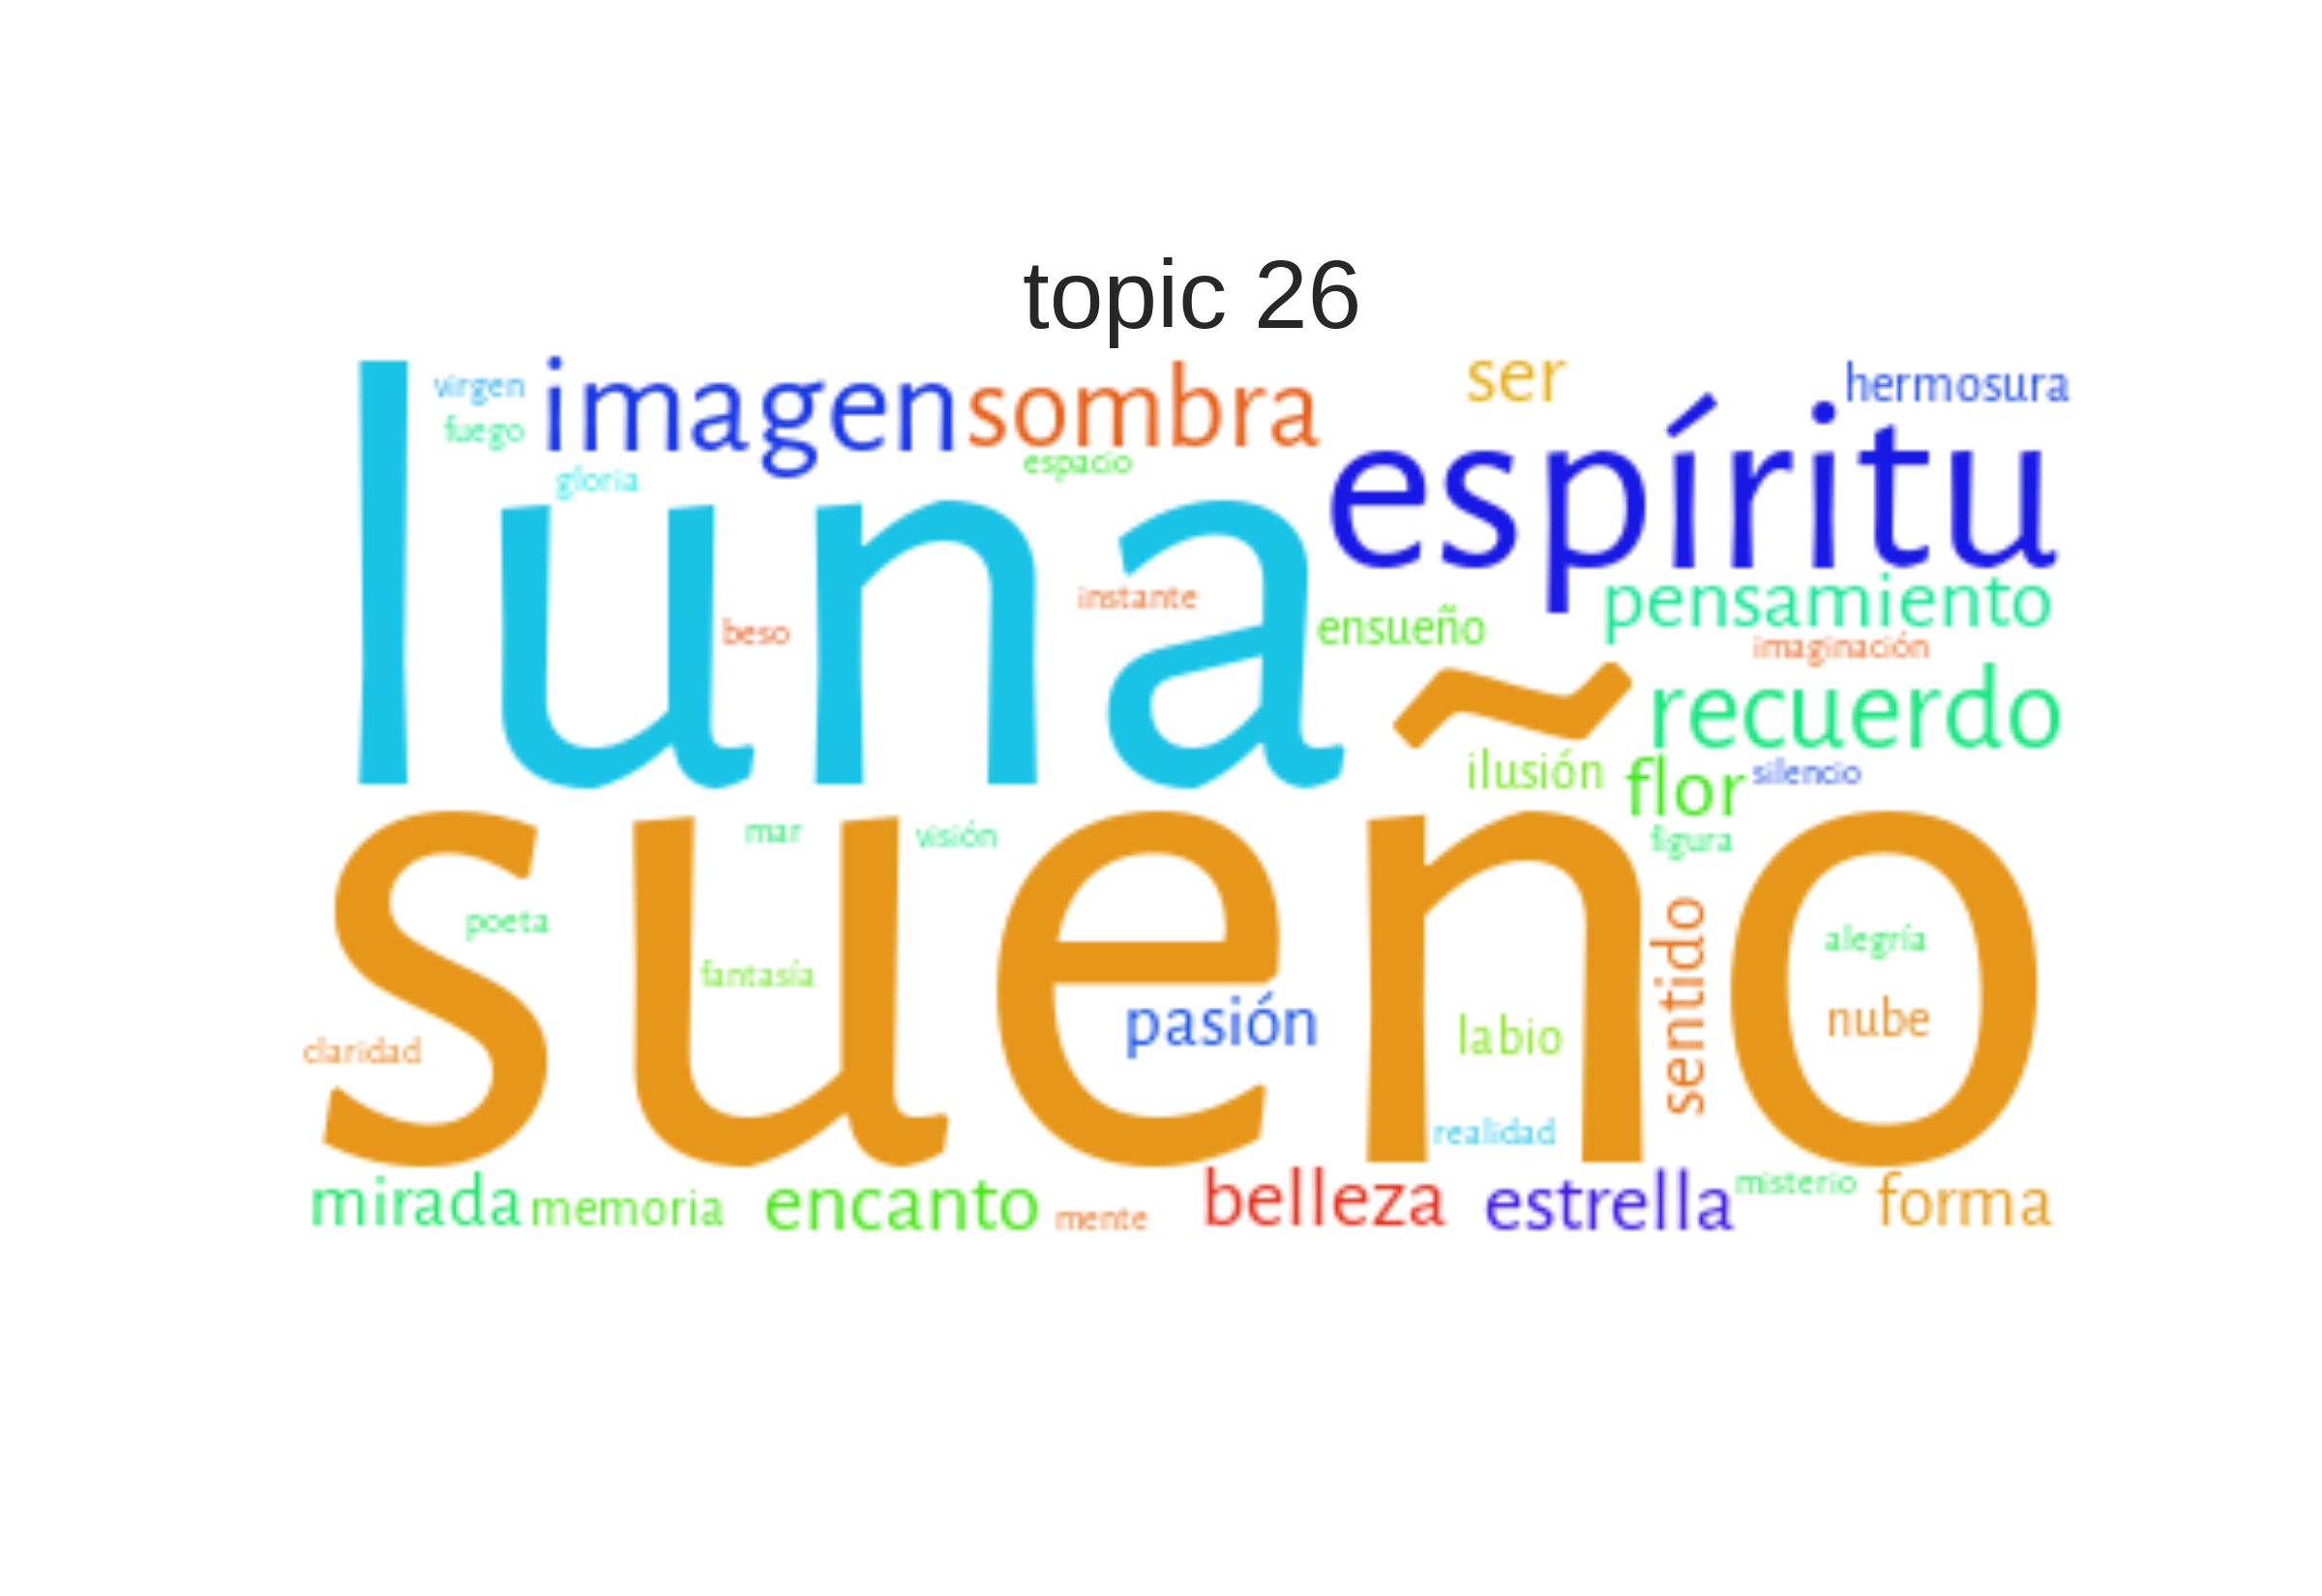 topic 26
virgen
imagen
sombra
ser
hermosura
fuego
gloria
espacio
espíritu
luna
instante
beso
ensueño
pensamiento
imaginación
recuerdo
ilusión
flor
silencio
sueño
mar
visión
figura
poeta
fantasía
sentido
alegría
claridad
pasión
labio
nube
realidad
mirada
memoria
encanto
mente
belleza
estrella
misterio
forma